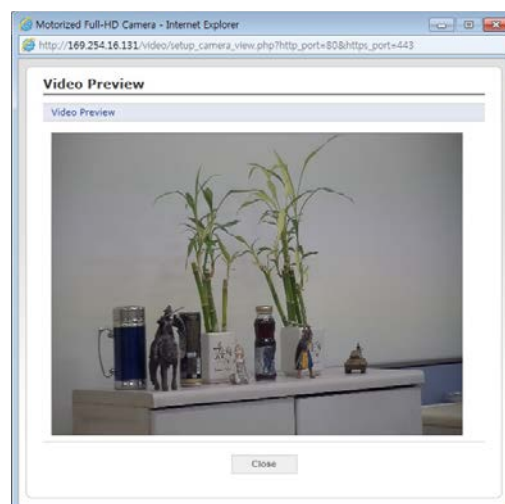 Motorized Full-HD Camera - Internet Explorer
http://169.254.16.131/video/setup_camera_view.php?http_port=80&https_port=443
Video Preview
Video Preview
Close